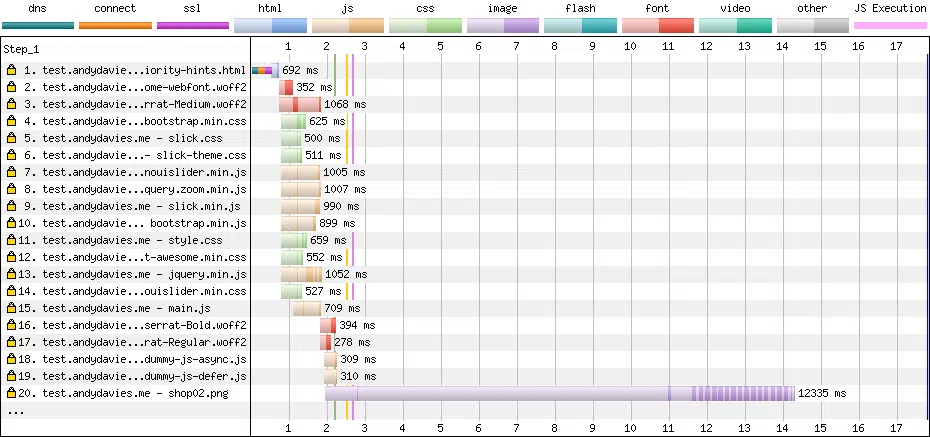 dns connect ssl html js css image flash font video other JS Execution
Step_1 1 2 3 4 5 6 7 8 9 10 11 12 13 14 15 16 17
1. test.andydavie...iority-hints.html 692 ms
2. test.andydavie...ome-webfont.woff2 352 ms
3. test.andydavie...rrat-Medium.woff2 1068 ms
4. test.andydavie...bootstrap.min.css 625 ms
5. test.andydavies.me - slick.css 500 ms
6. test.andydavie...- slick-theme.css 511 ms
7. test.andydavie...nouislider.min.js 1005 ms
8. test.andydavie...query.zoom.min.js 1007 ms
9. test.andydavies.me - slick.min.js 990 ms
10. test.andydavie... bootstrap.min.js 899 ms
11. test.andydavies.me - style.css 659 ms
12. test.andydavie...t-awesome.min.css 552 ms
13. test.andydavies.me - jquery.min.js 1052 ms
14. test.andydavie...ouislider.min.css 527 ms
15. test.andydavies.me - main.js 709 ms
16. test.andydavie...serrat-Bold.woff2 394 ms
17. test.andydavie...rat-Regular.woff2 278 ms
18. test.andydavie...dummy-js-async.js 309 ms
19. test.andydavie...dummy-js-defer.js 310 ms
20. test.andydavies.me - shop02.png 12335 ms
...
1 2 3 4 5 6 7 8 9 10 11 12 13 14 15 16 17